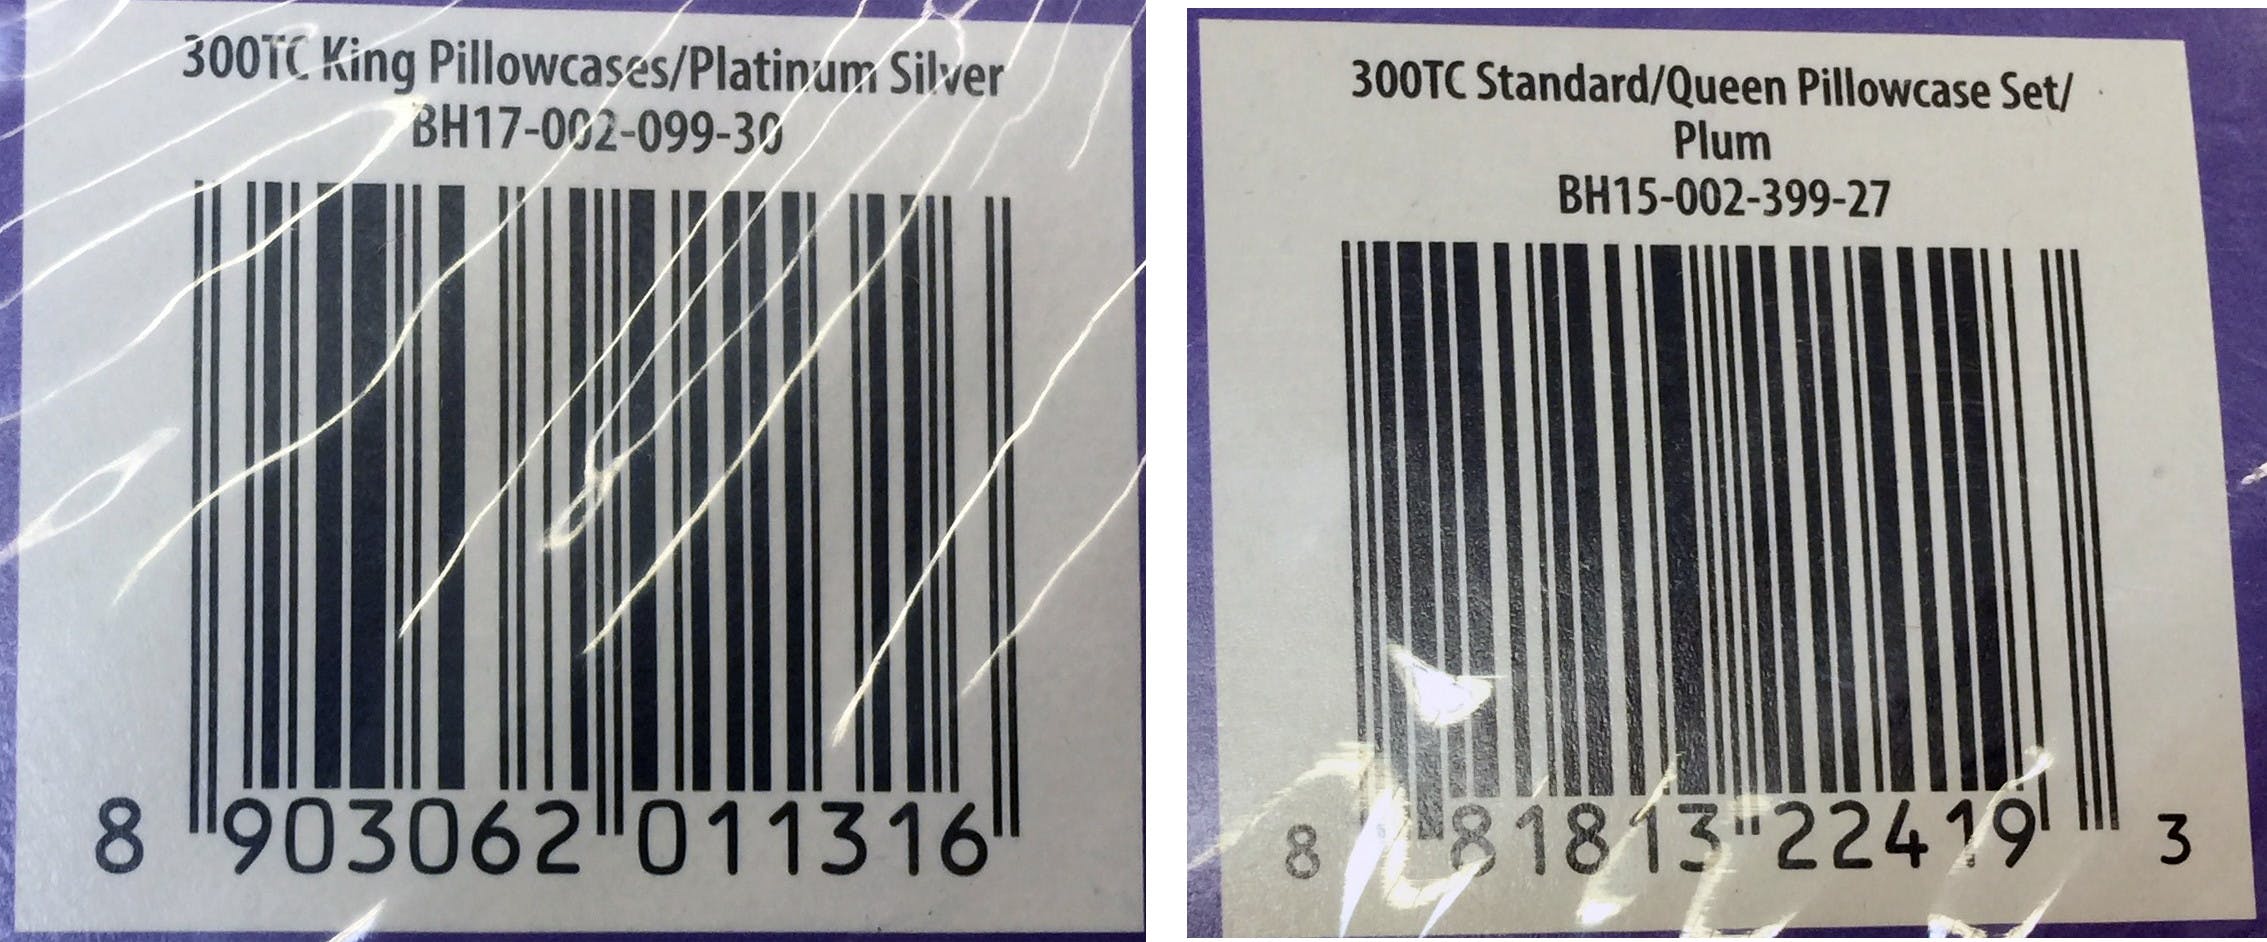 300TC King Pillowcases/Platinum Silver
BH17-002-099-30
8 903062 011316
300TC Standard/Queen Pillowcase Set/
Plum
BH15-002-399-27
8 81813 22419 3